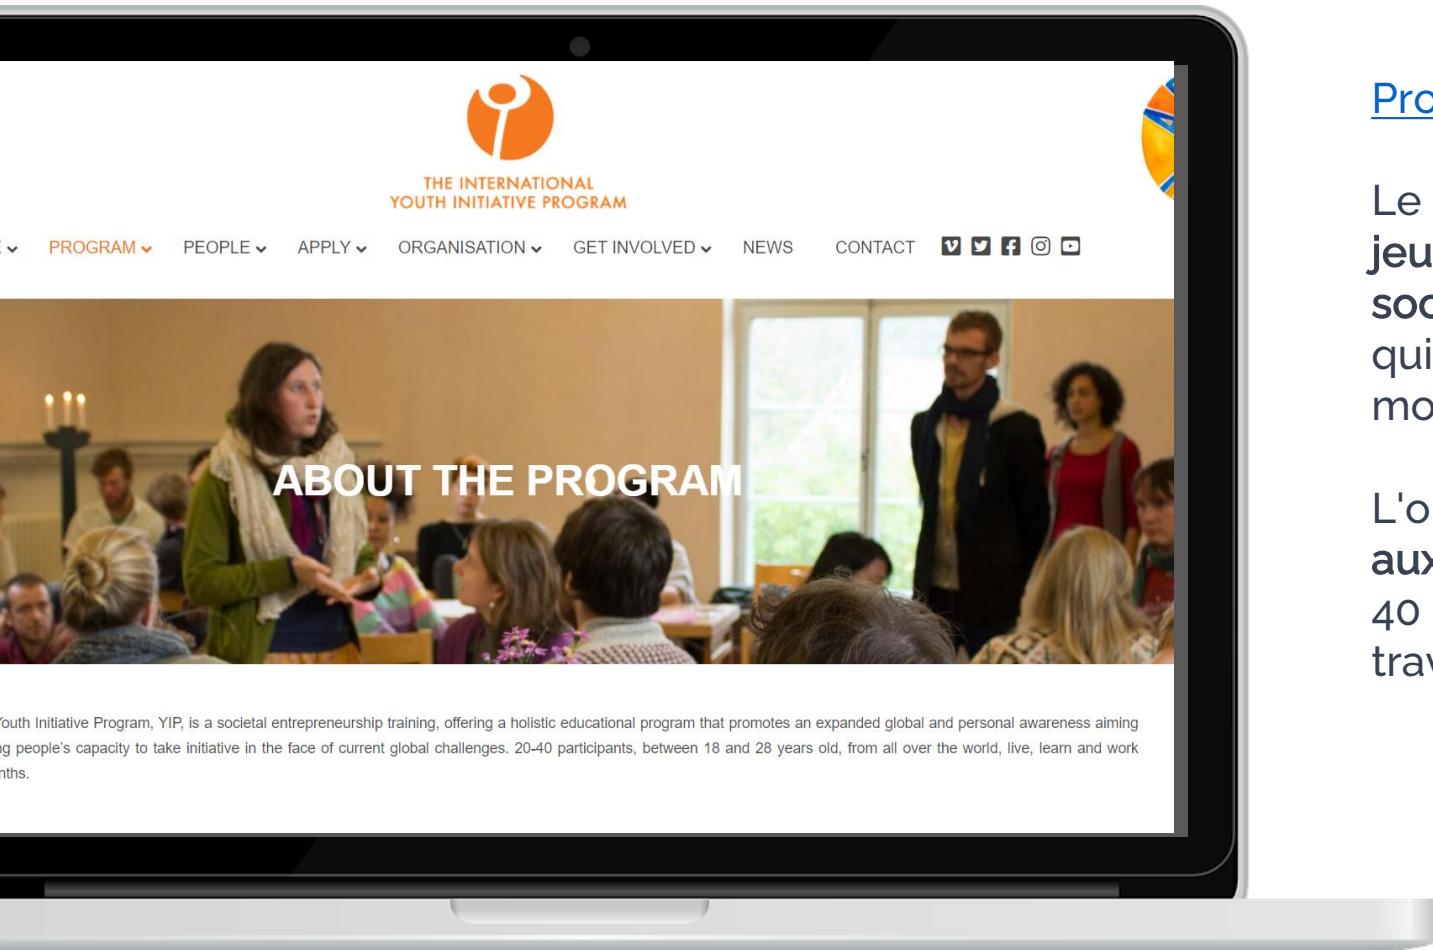 THE INTERNATIONAL
YOUTH INITIATIVE PROGRAM
PROGRAM PEOPLE APPLY ORGANISATION GET INVOLVED NEWS CONTACT
ABOUT THE PROGRAM
Youth Initiative Program, YIP, is a societal entrepreneurship training, offering a holistic educational program that promotes an expanded global and personal awareness aiming
people's capacity to take initiative in the face of current global challenges. 20-40 participants, between 18 and 28 years old, from all over the world, live, learn and work
Pro
Le
jeu
soc
qui
mo
L'o
aux
40
trav